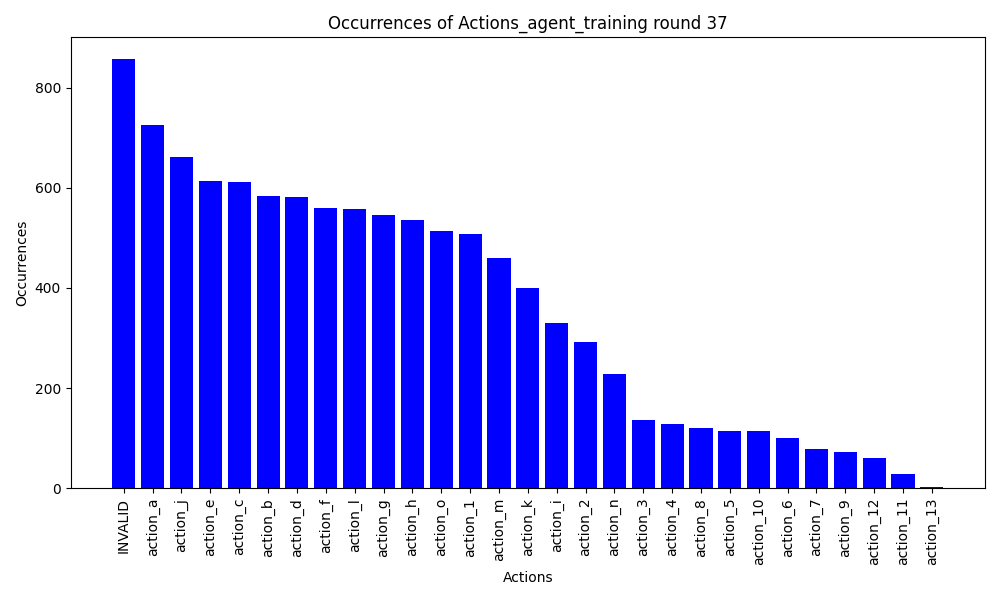 Occurrences of Actions_agent_training round 37
Occurrences
800
600
400
200
0
INVALID
action_a
action_J
action_e
action_c
action_b
action_d
action_f
action_I
action_g
action_h
action_o
action_1
action_m
action_k
action_l
action_2
action_n
action_3
action_4
action_8
action_5
action_10
action_6
action_7
action_9
action_12
action_11
action_13
Actions